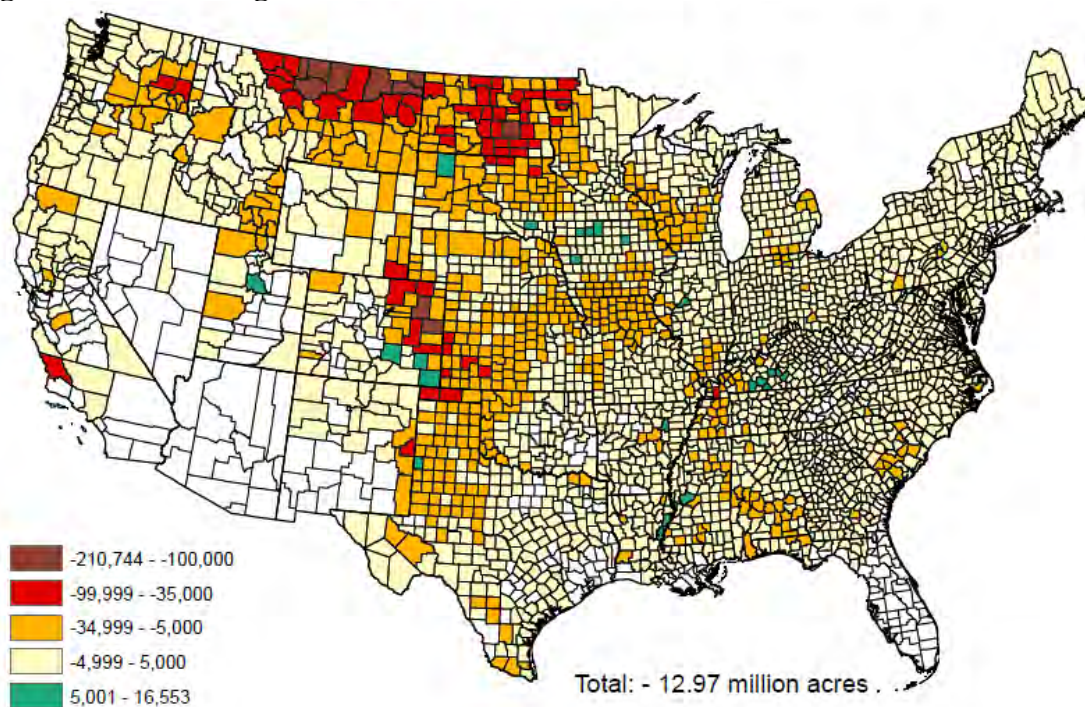 -210,744 - -100,000
-99,999 - -35,000
-34,999 - -5,000
-4,999 - 5,000
5,001 - 16,553
Total: - 12.97 million acres .